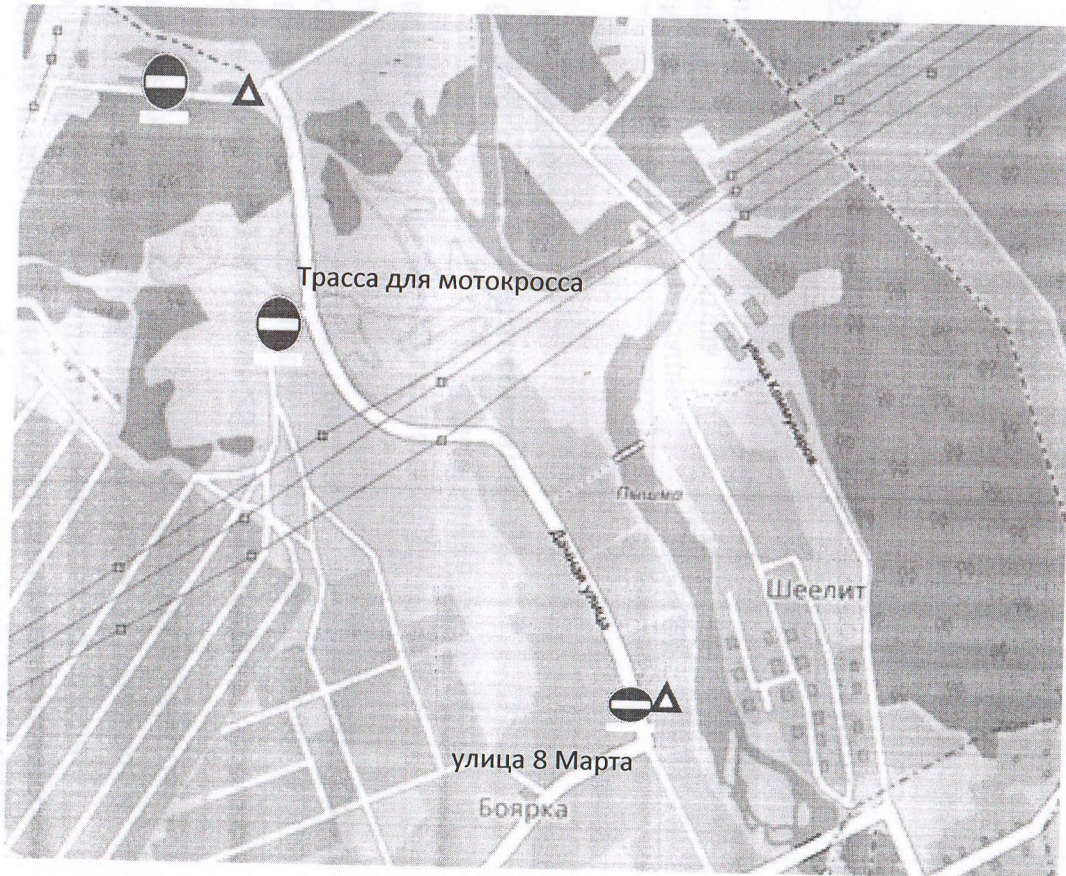 Трасса для мотокросса
улица Коммунаров
Пышма
Дачная улица
Шеелит
улица 8 Марта
Боярка